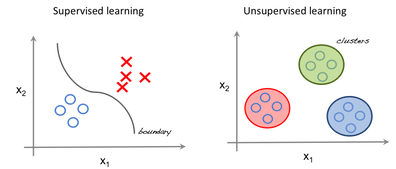 Supervised learning
x2
boundary
x1
Unsupervised learning
clusters
x2
x1